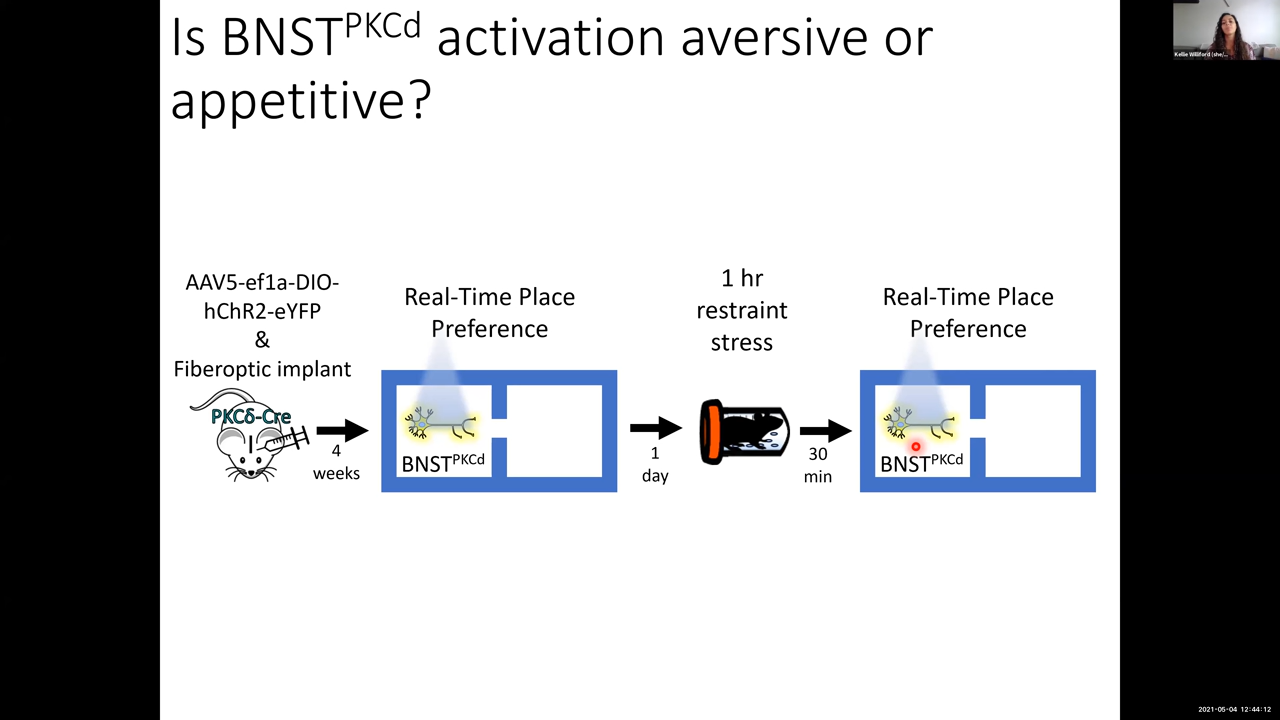 Is BNSTPKCd activation aversive or
appetitive?
Kellie Williford (she/...
AAV5-ef1a-DIO-
hChR2-eYFP
&
Fiberoptic implant
PKCδ-Cre
4
weeks
Real-Time Place
Preference
BNSTPKCd
1
day
1 hr
restraint
stress
30
min
Real-Time Place
Preference
BNSTPKCd
2021-05-04 12:44:12